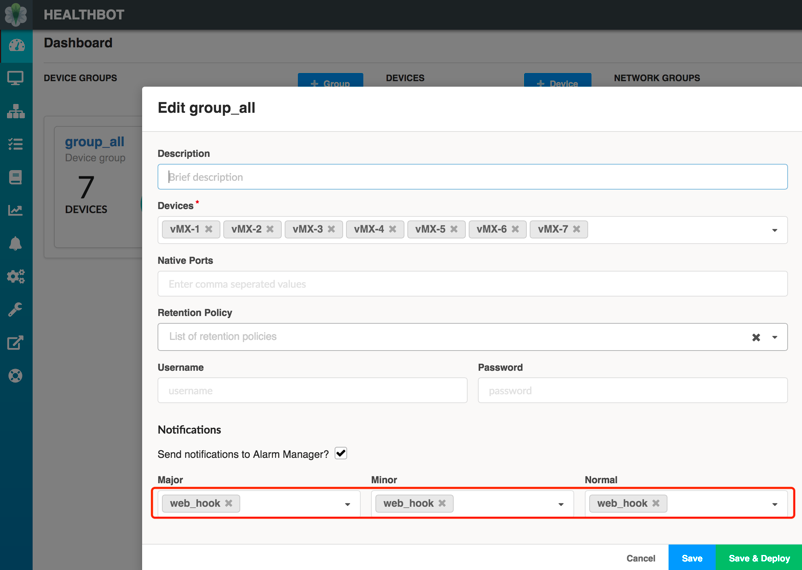 HEALTHBOT
Dashboard
DEVICE GROUPS
+ Group
DEVICES
+ Device
NETWORK GROUPS
group_all
Device group
7
DEVICES
Edit group_all
Description
Brief description
Devices *
vMX-1 vMX-2 vMX-3 vMX-4 vMX-5 vMX-6 vMX-7
Native Ports
Enter comma seperated values
Retention Policy
List of retention policies
Username Password
username password
Notifications
Send notifications to Alarm Manager?
Major Minor Normal
web_hook web_hook web_hook
Cancel Save Save & Deploy